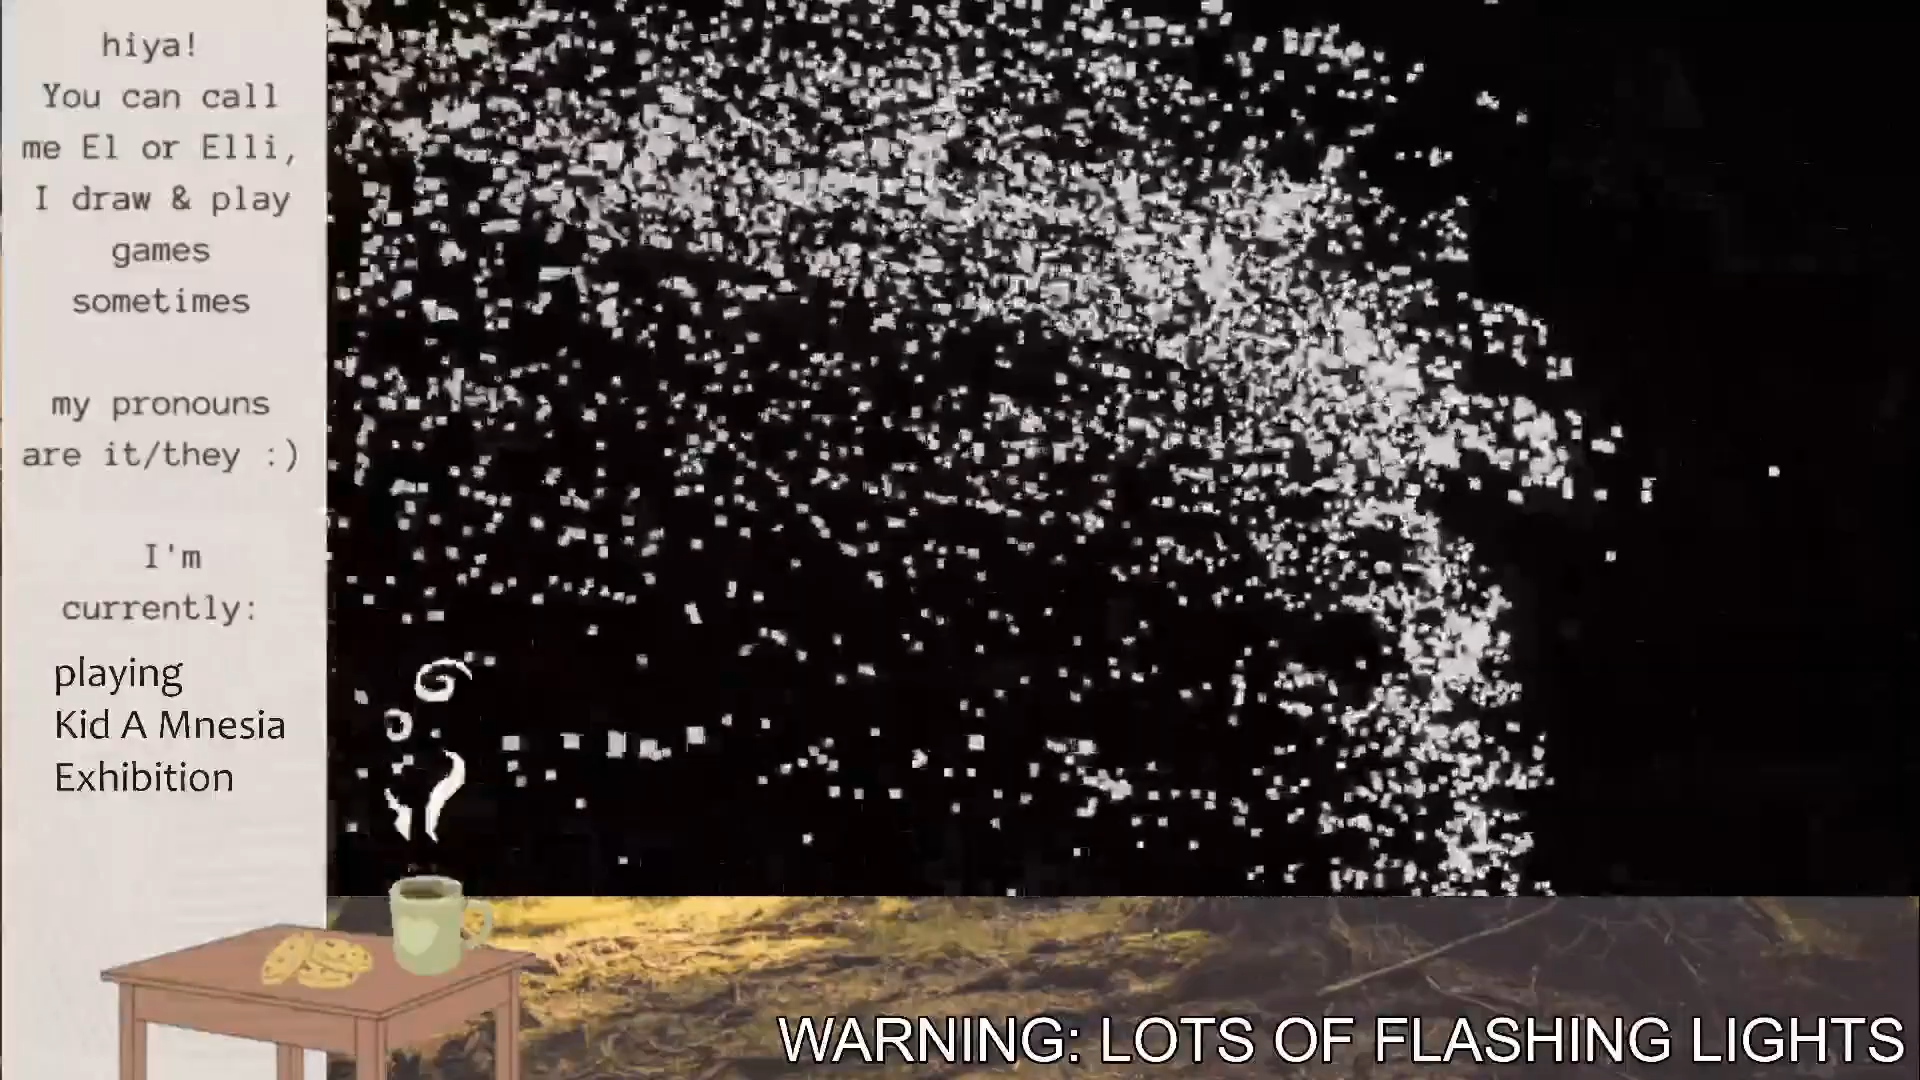 hiya!
You can call
me El or Elli,
I draw & play
games
sometimes
my pronouns
are it/they :)
I'm
currently:
playing
Kid A Mnesia
Exhibition
WARNING: LOTS OF FLASHING LIGHTS